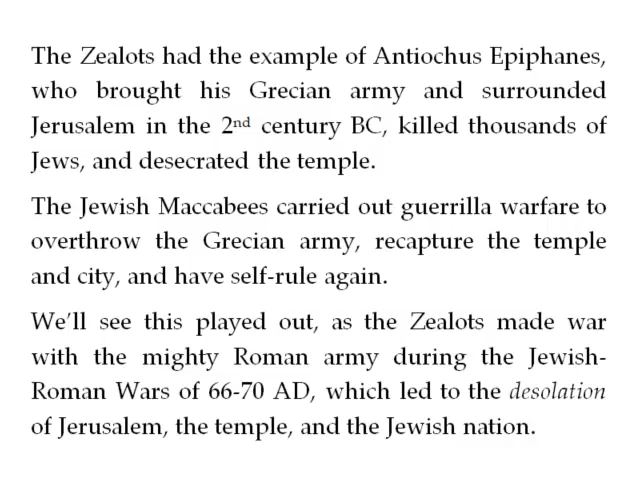 The Zealots had the example of Antiochus Epiphanes,
who brought his Grecian army and surrounded
Jerusalem in the 2nd century BC, killed thousands of
Jews, and desecrated the temple.
The Jewish Maccabees carried out guerrilla warfare to
overthrow the Grecian army, recapture the temple
and city, and have self-rule again.
We’ll see this played out, as the Zealots made war
with the mighty Roman army during the Jewish-
Roman Wars of 66-70 AD, which led to the desolation
of Jerusalem, the temple, and the Jewish nation.